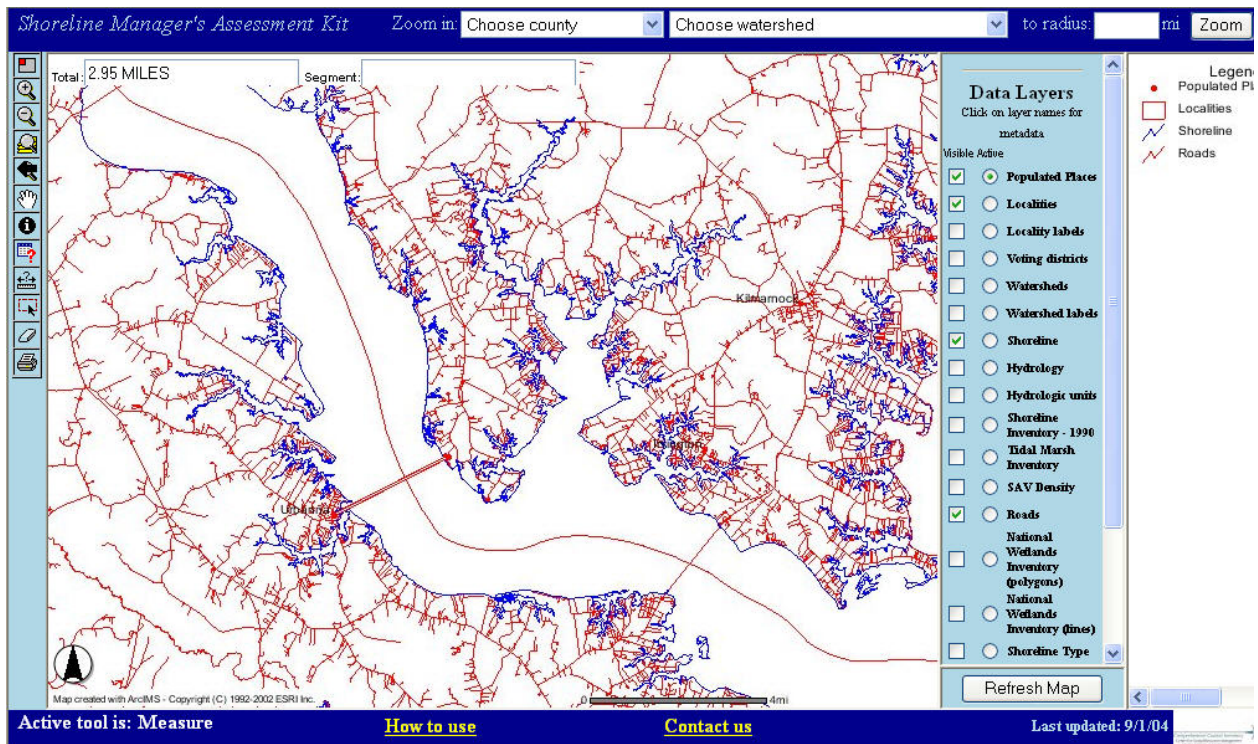 Shoreline Manager's Assessment Kit
Zoom in: Choose county Choose watershed to radius: mi Zoom
Total: 2.95 MILES Segment:
Kilmarnock
Irvington
Urbanna
Map created with ArcIMS - Copyright (C) 1992-2002 ESRI Inc.
0 4mi
Data Layers
Click on layer names for
metadata
Visible Active
Populated Places
Localities
Locality labels
Voting districts
Watersheds
Watershed labels
Shoreline
Hydrology
Hydrologic units
Shoreline
Inventory - 1990
Tidal Marsh
Inventory
SAV Density
Roads
National
Wetlands
Inventory
(polygons)
National
Wetlands
Inventory (lines)
Shoreline Type
Refresh Map
Legen
Populated Pla
Localities
Shoreline
Roads
Active tool is: Measure How to use Contact us Last updated: 9/1/04